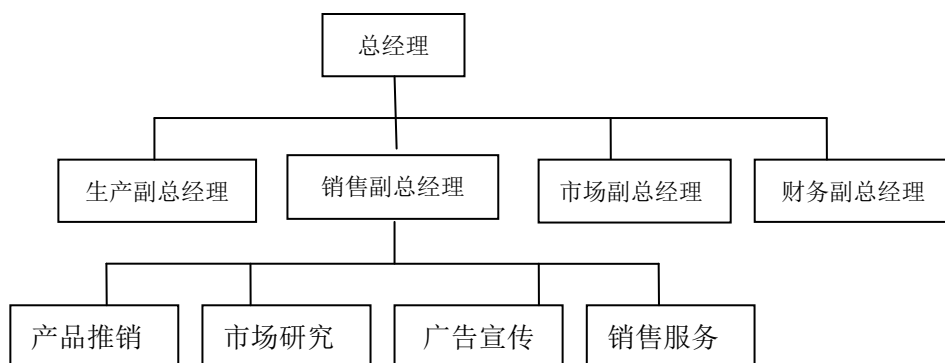 总经理
生产副总经理
销售副总经理
市场副总经理
财务副总经理
产品推销
市场研究
广告宣传
销售服务